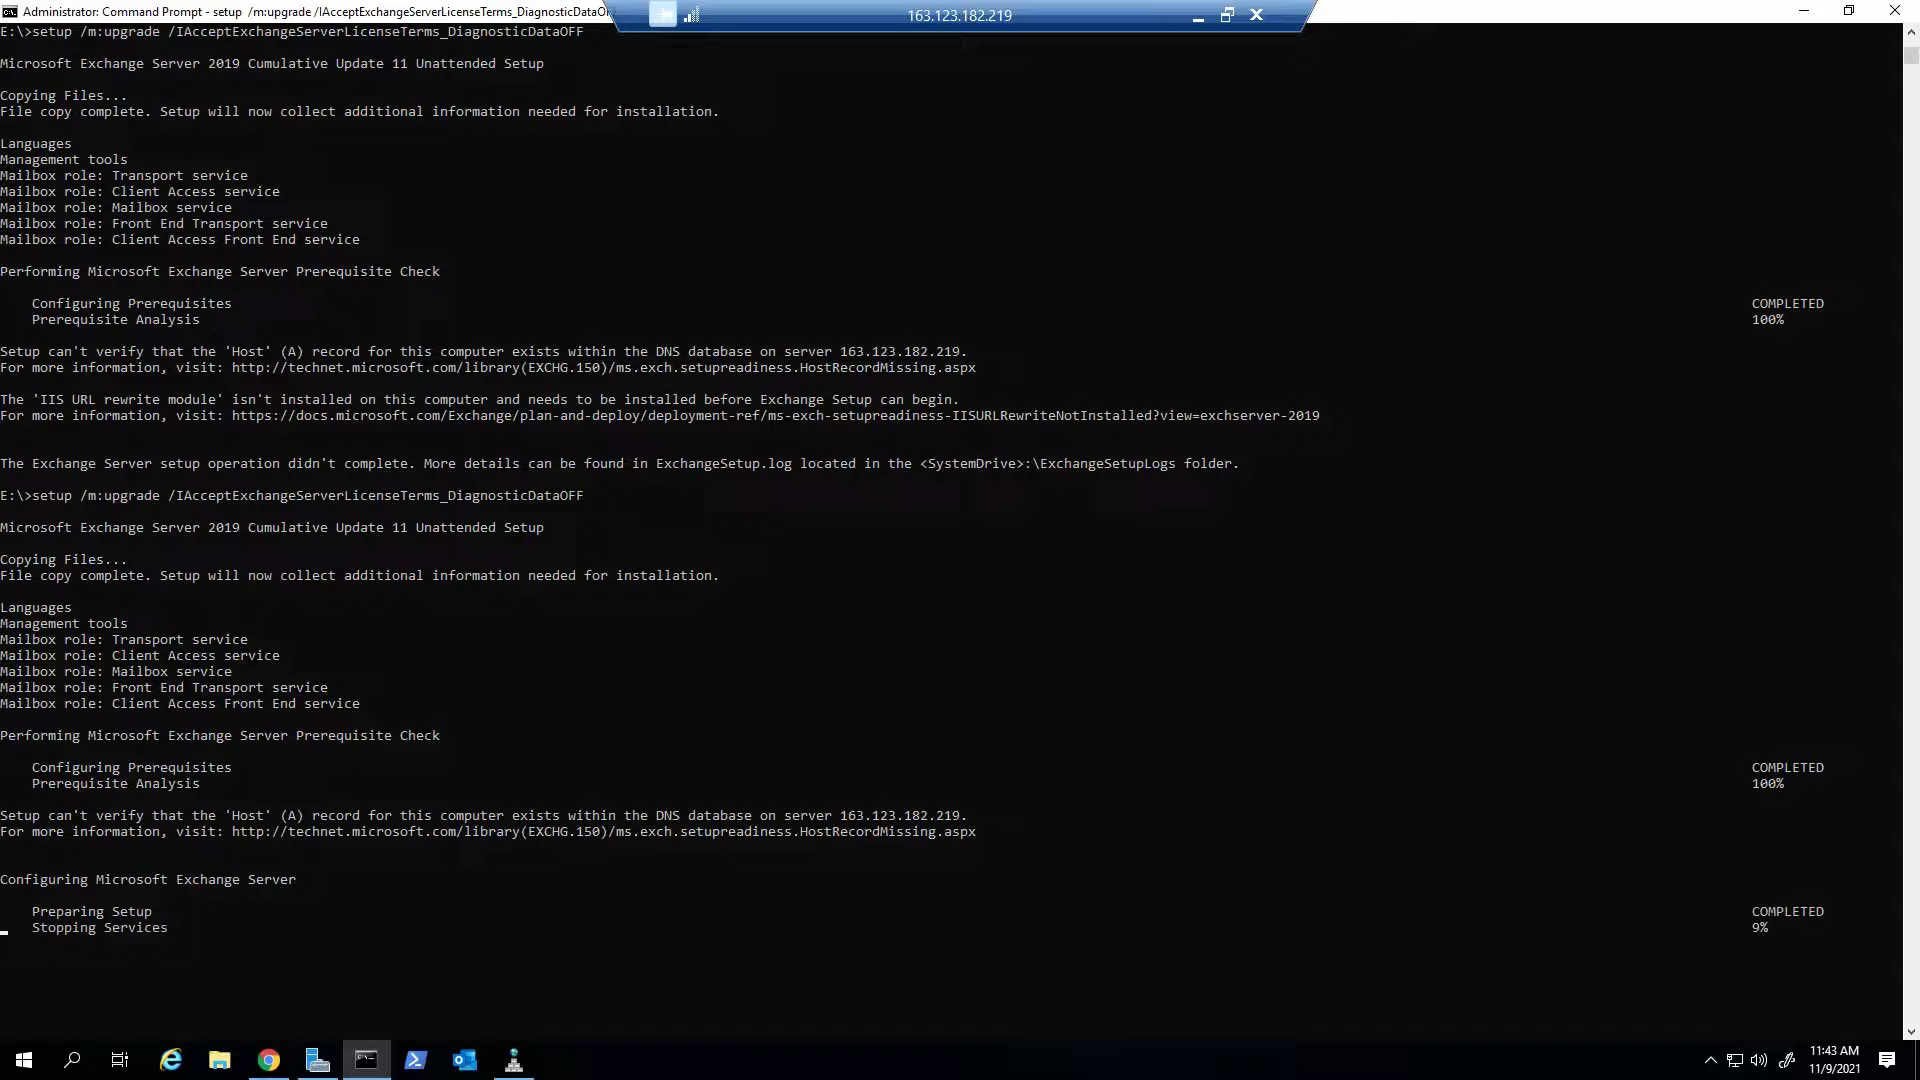 Administrator: Command Prompt - setup  /m:upgrade /IAcceptExchangeServerLicenseTerms_DiagnosticDataO
163.123.182.219
E:\>setup /m:upgrade /IAcceptExchangeServerLicenseTerms_DiagnosticDataOFF
Microsoft Exchange Server 2019 Cumulative Update 11 Unattended Setup
Copying Files...
File copy complete. Setup will now collect additional information needed for installation.
Languages
Management tools
Mailbox role: Transport service
Mailbox role: Client Access service
Mailbox role: Mailbox service
Mailbox role: Front End Transport service
Mailbox role: Client Access Front End service
Performing Microsoft Exchange Server Prerequisite Check
Configuring Prerequisites COMPLETED
Prerequisite Analysis 100%
Setup can't verify that the 'Host' (A) record for this computer exists within the DNS database on server 163.123.182.219.
For more information, visit: http://technet.microsoft.com/library(EXCHG.150)/ms.exch.setupreadiness.HostRecordMissing.aspx
The 'IIS URL rewrite module' isn't installed on this computer and needs to be installed before Exchange Setup can begin.
For more information, visit: https://docs.microsoft.com/Exchange/plan-and-deploy/deployment-ref/ms-exch-setupreadiness-IISURLRewriteNotInstalled?view=exchserver-2019
The Exchange Server setup operation didn't complete. More details can be found in ExchangeSetup.log located in the <SystemDrive>:\ExchangeSetupLogs folder.
E:\>setup /m:upgrade /IAcceptExchangeServerLicenseTerms_DiagnosticDataOFF
Microsoft Exchange Server 2019 Cumulative Update 11 Unattended Setup
Copying Files...
File copy complete. Setup will now collect additional information needed for installation.
Languages
Management tools
Mailbox role: Transport service
Mailbox role: Client Access service
Mailbox role: Mailbox service
Mailbox role: Front End Transport service
Mailbox role: Client Access Front End service
Performing Microsoft Exchange Server Prerequisite Check
Configuring Prerequisites COMPLETED
Prerequisite Analysis 100%
Setup can't verify that the 'Host' (A) record for this computer exists within the DNS database on server 163.123.182.219.
For more information, visit: http://technet.microsoft.com/library(EXCHG.150)/ms.exch.setupreadiness.HostRecordMissing.aspx
Configuring Microsoft Exchange Server
Preparing Setup COMPLETED
Stopping Services 9%
11:43 AM
11/9/2021